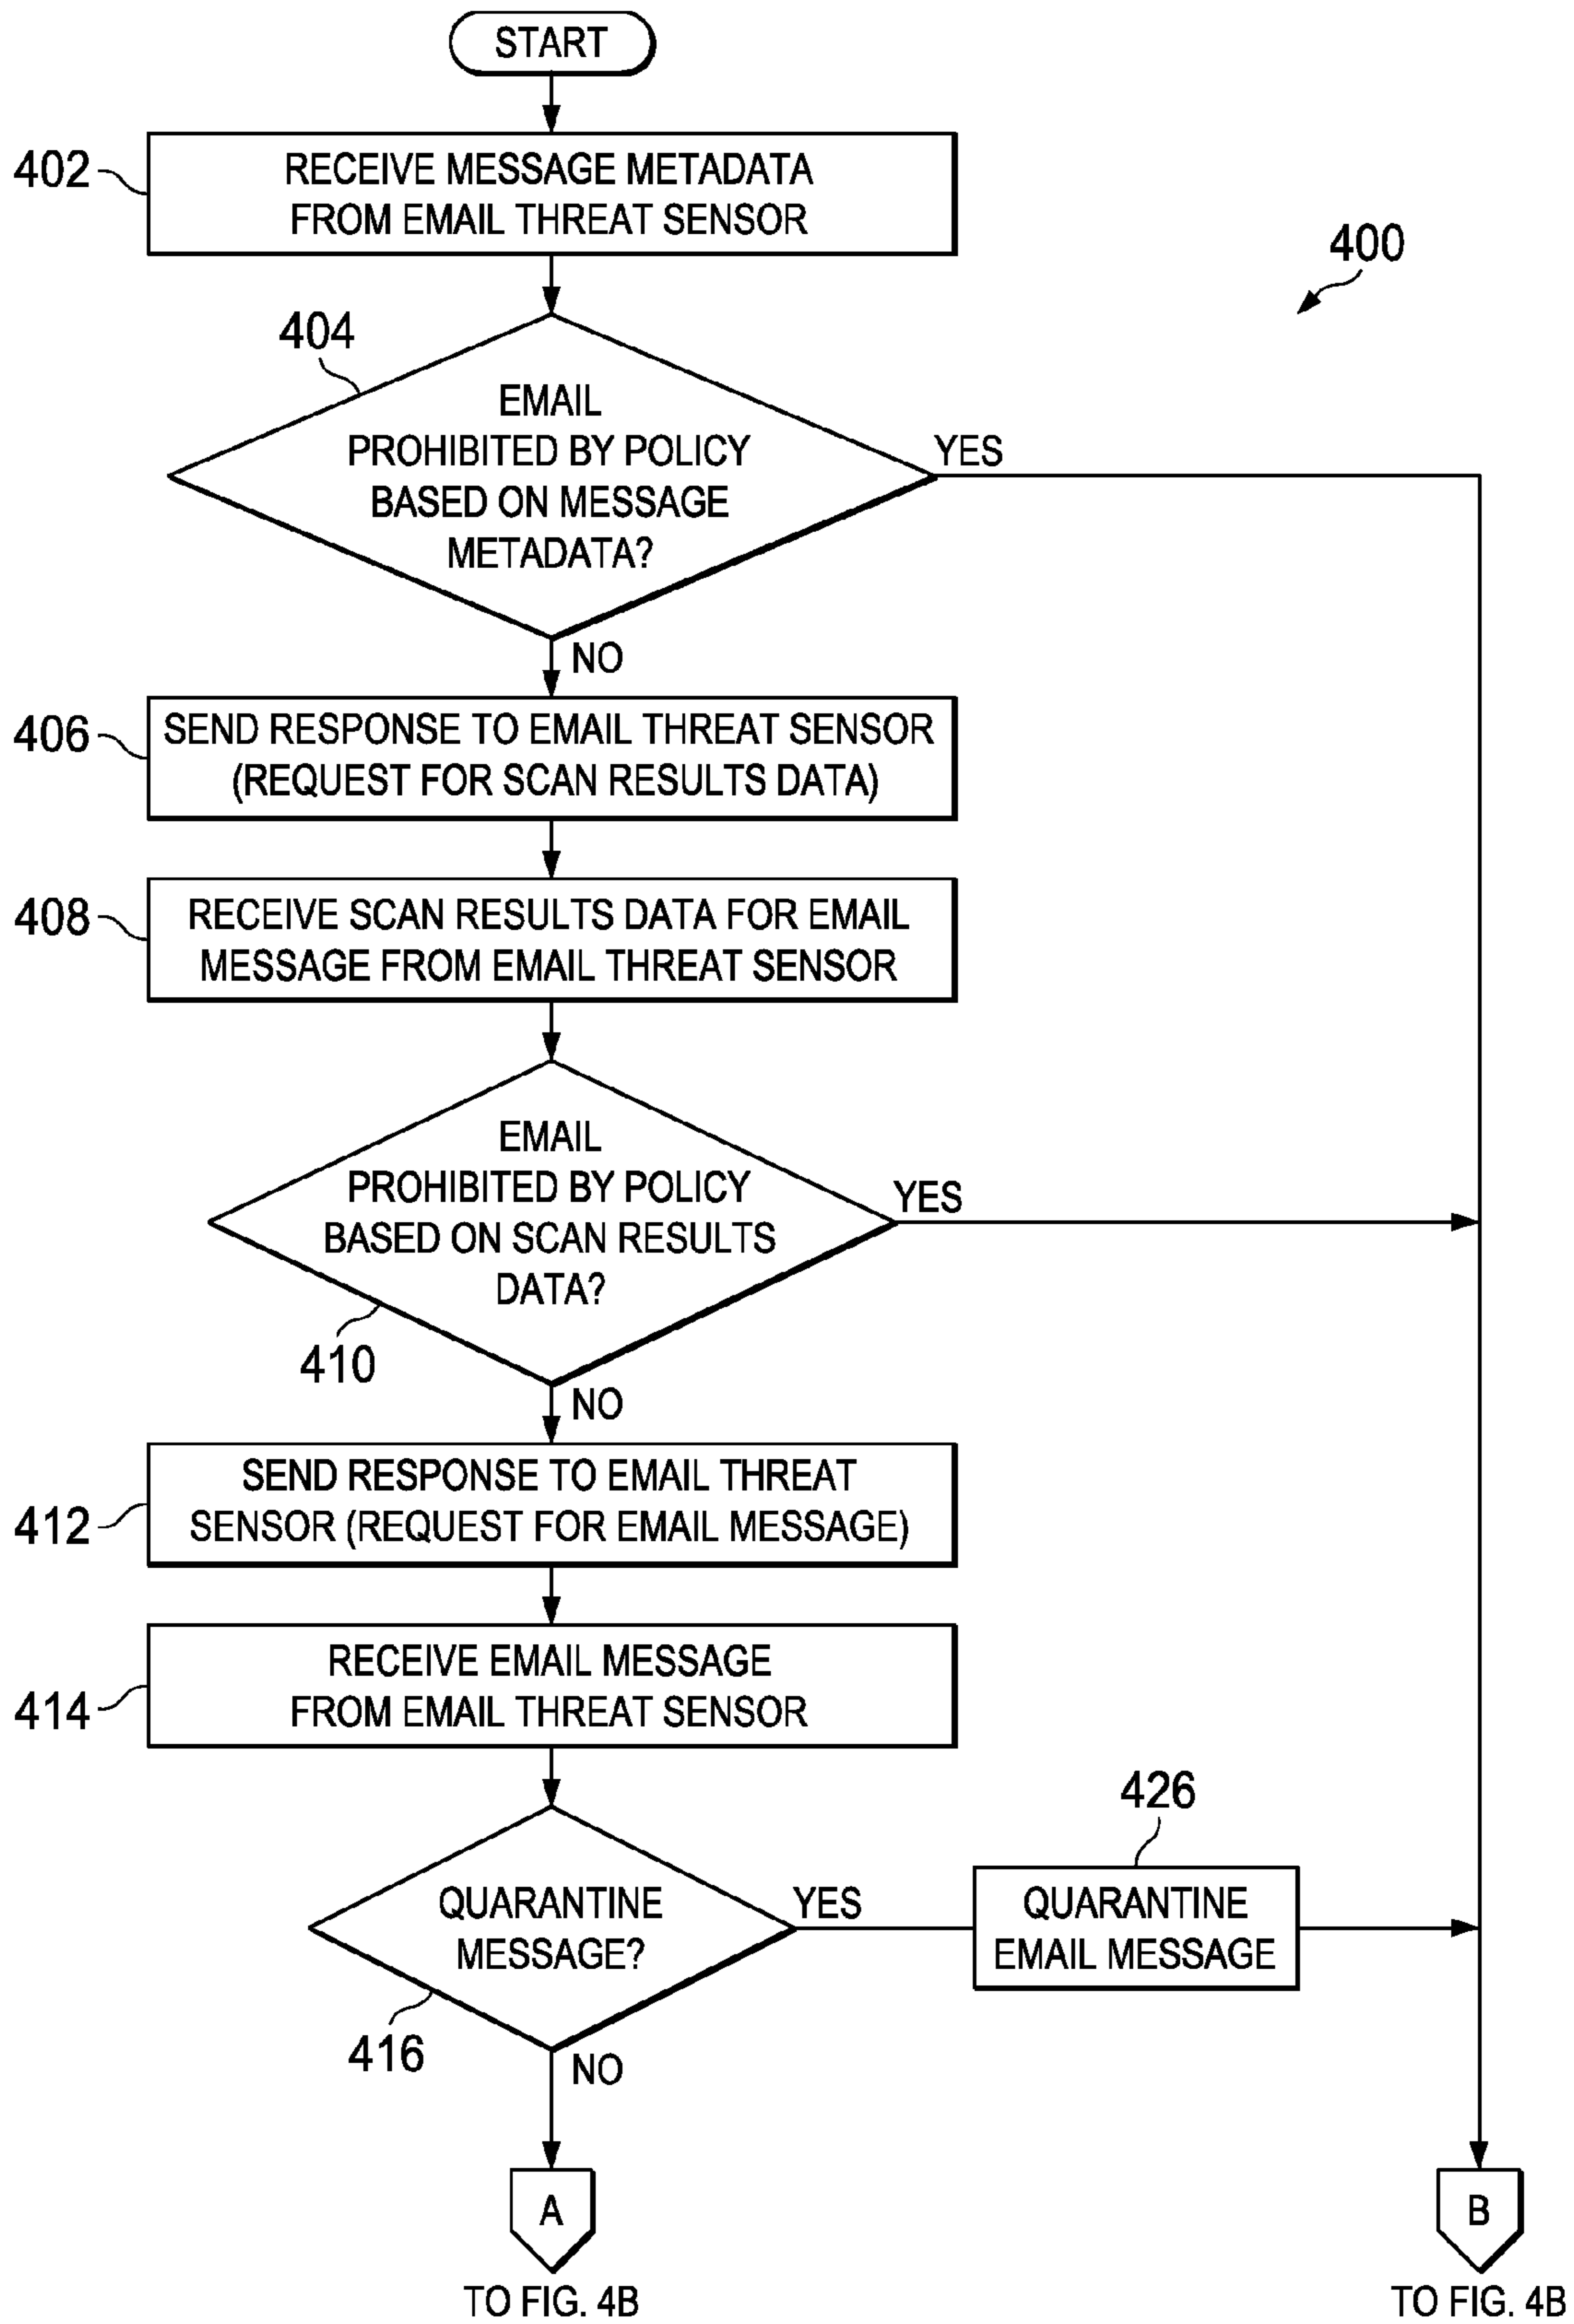 START
402
RECEIVE MESSAGE METADATA
FROM EMAIL THREAT SENSOR
400
404
EMAIL
PROHIBITED BY POLICY
BASED ON MESSAGE
METADATA?
YES
NO
406
SEND RESPONSE TO EMAIL THREAT SENSOR
(REQUEST FOR SCAN RESULTS DATA)
408
RECEIVE SCAN RESULTS DATA FOR EMAIL
MESSAGE FROM EMAIL THREAT SENSOR
EMAIL
PROHIBITED BY POLICY
BASED ON SCAN RESULTS
DATA?
YES
410
NO
412
SEND RESPONSE TO EMAIL THREAT
SENSOR (REQUEST FOR EMAIL MESSAGE)
414
RECEIVE EMAIL MESSAGE
FROM EMAIL THREAT SENSOR
426
QUARANTINE
MESSAGE?
YES
QUARANTINE
EMAIL MESSAGE
416
NO
A
B
TO FIG. 4B
TO FIG. 4B